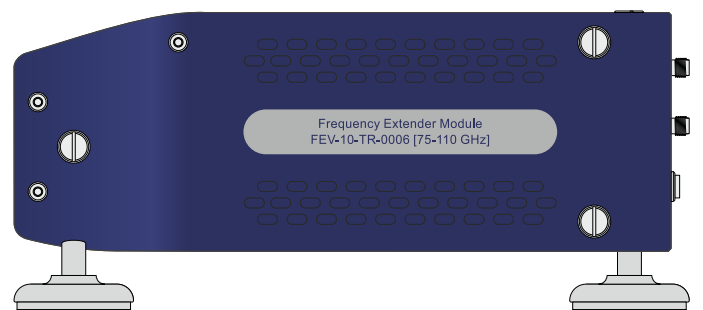 Frequency Extender Module
FEV-10-TR-0006 [75-110 GHz]